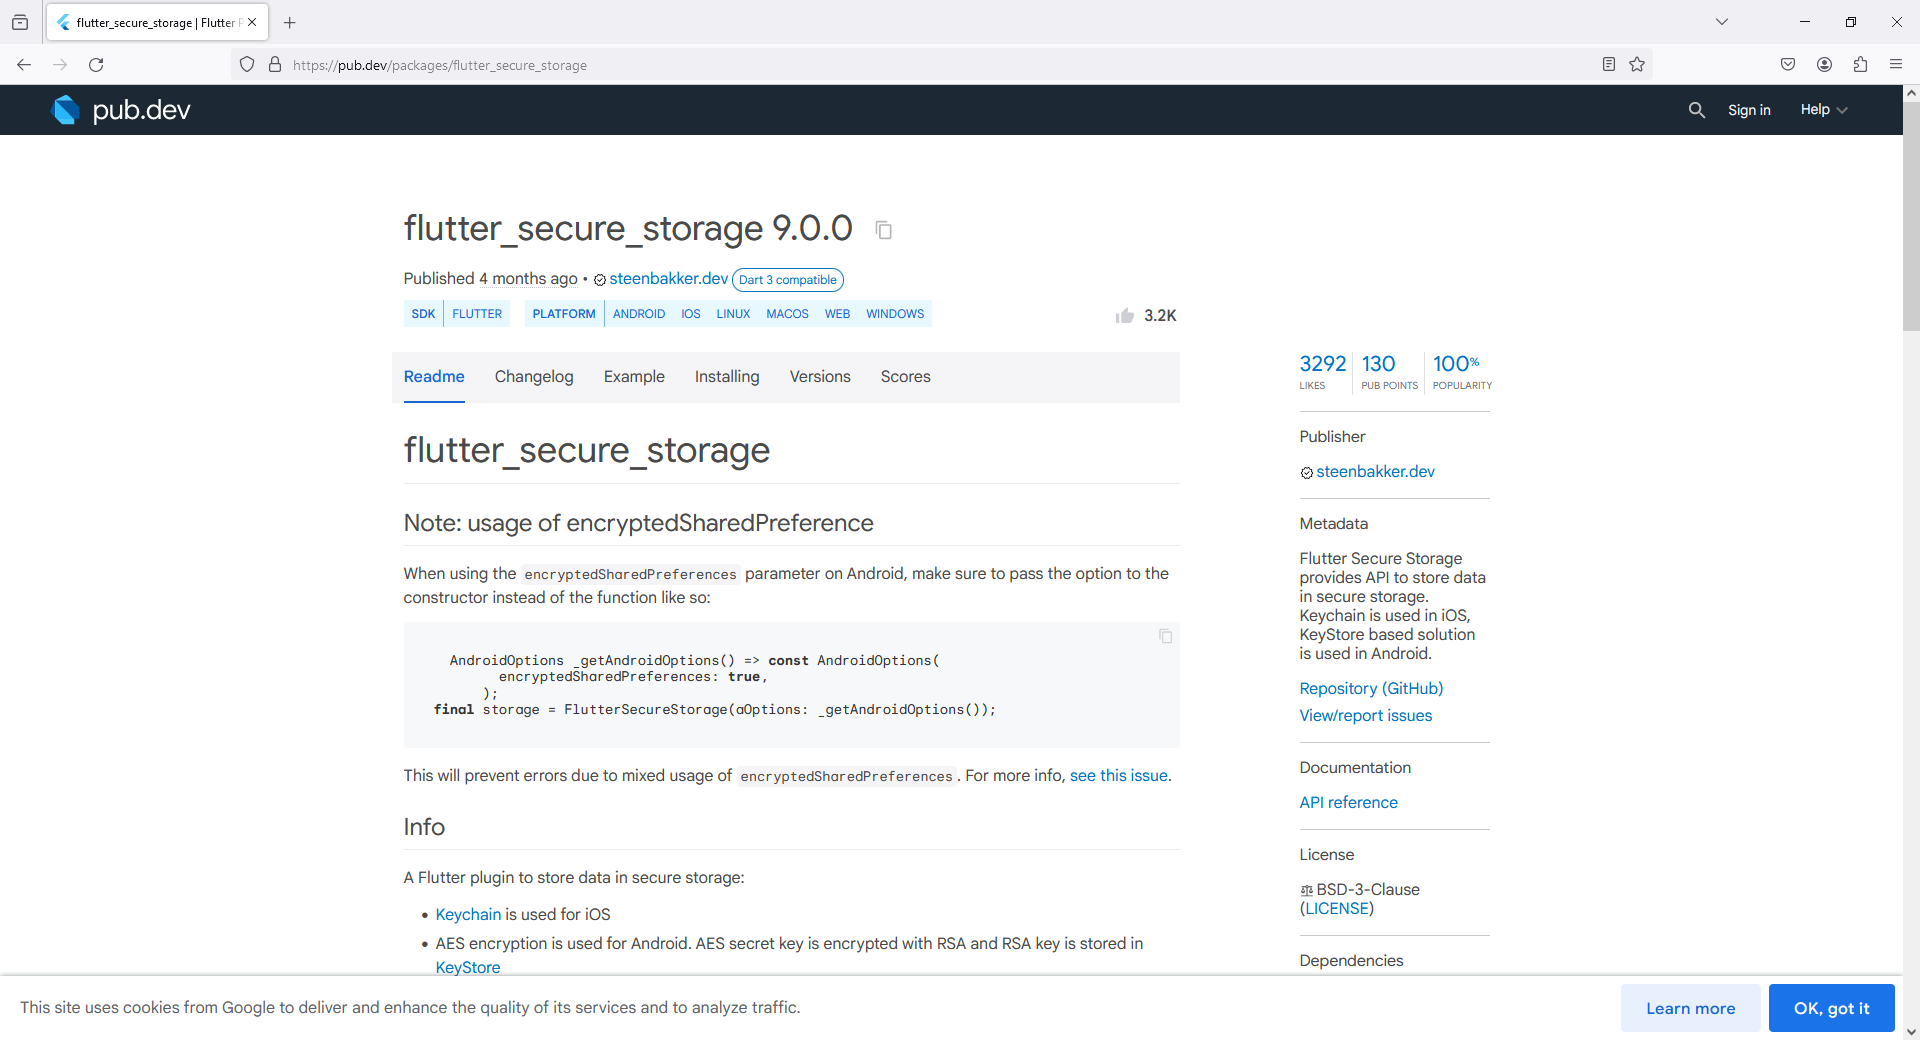 flutter_secure_storage | Flutter P
https://pub.dev/packages/flutter_secure_storage
pub.dev
Sign in
Help
flutter_secure_storage 9.0.0
Published 4 months ago • steenbakker.dev Dart 3 compatible
SDK FLUTTER PLATFORM ANDROID IOS LINUX MACOS WEB WINDOWS
3.2K
Readme Changelog Example Installing Versions Scores
flutter_secure_storage
Note: usage of encryptedSharedPreference
When using the encryptedSharedPreferences parameter on Android, make sure to pass the option to the
constructor instead of the function like so:
AndroidOptions _getAndroidOptions() => const AndroidOptions(
encryptedSharedPreferences: true,
);
final storage = FlutterSecureStorage(aOptions: _getAndroidOptions());
This will prevent errors due to mixed usage of encryptedSharedPreferences. For more info, see this issue.
Info
A Flutter plugin to store data in secure storage:
• Keychain is used for iOS
• AES encryption is used for Android. AES secret key is encrypted with RSA and RSA key is stored in
KeyStore
3292 130 100%
LIKES PUB POINTS POPULARITY
Publisher
steenbakker.dev
Metadata
Flutter Secure Storage
provides API to store data
in secure storage.
Keychain is used in iOS,
KeyStore based solution
is used in Android.
Repository (GitHub)
View/report issues
Documentation
API reference
License
BSD-3-Clause
(LICENSE)
Dependencies
This site uses cookies from Google to deliver and enhance the quality of its services and to analyze traffic.
Learn more
OK, got it